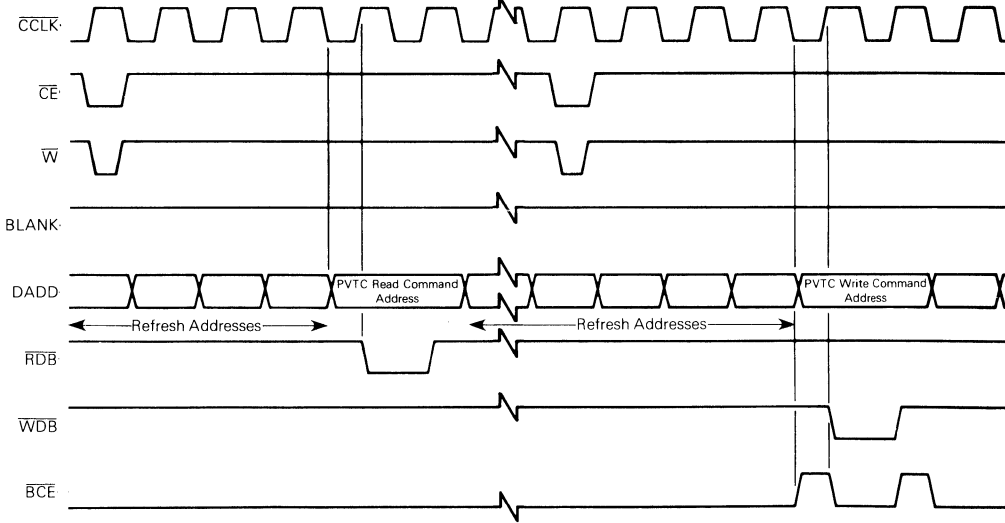 CCLK
CE
W
BLANK
DADD
PVTC Read Command
Address
PVTC Write Command
Address
Refresh Addresses
Refresh Addresses
RDB
WDB
BCE